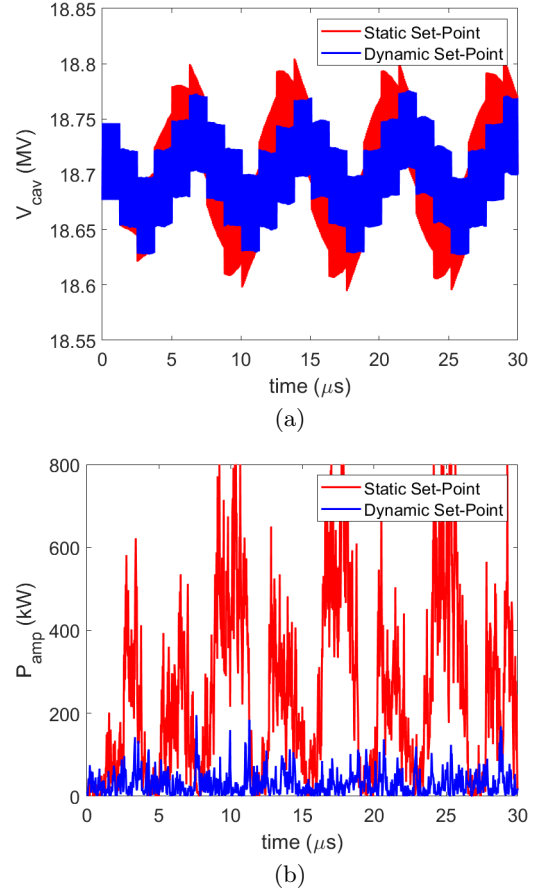 18.85
18.8
18.75
18.7
18.65
18.6
18.55
V_cav (MV)
Static Set-Point
Dynamic Set-Point
0 5 10 15 20 25 30
time (μs)
(a)
800
600
400
200
0
P_amp (kW)
Static Set-Point
Dynamic Set-Point
0 5 10 15 20 25 30
time (μs)
(b)